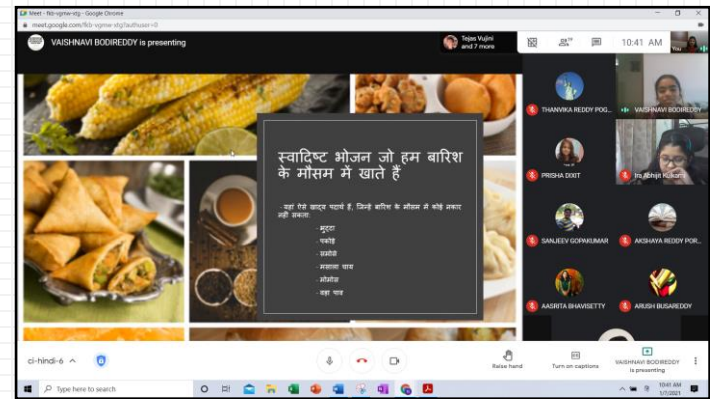 Meet - fkb-vgmw-stg - Google Chrome
meet.google.com/fkb-vgmw-stg?authuser=0
VAISHNAVI BODIREDDY is presenting
Tejas Vujini
and 7 more
10:41 AM
You
स्वादिष्ट भोजन जो हम बारिश
के मौसम में खाते हैं
- यहां ऐसे खाद्य पदार्थ हैं, जिन्हें बारिश के मौसम में कोई नकार
नहीं सकता:
- भुट्टा
- पकोड़े
- समोसे
- मसाला चाय
- मोमोस
- वड़ा पाव
THANVIKA REDDY POG...
VAISHNAVI BODIREDDY
PRISHA DIXIT
Ira Abhijit Kulkarni
SANJEEV GOPAKUMAR
AKSHAYA REDDY POR...
AASRITA BHAVISETTY
ARUSH BUSAREDDY
ci-hindi-6
Raise hand
Turn on captions
VAISHNAVI BODIREDDY
is presenting
Type here to search
10:41 AM
1/7/2021